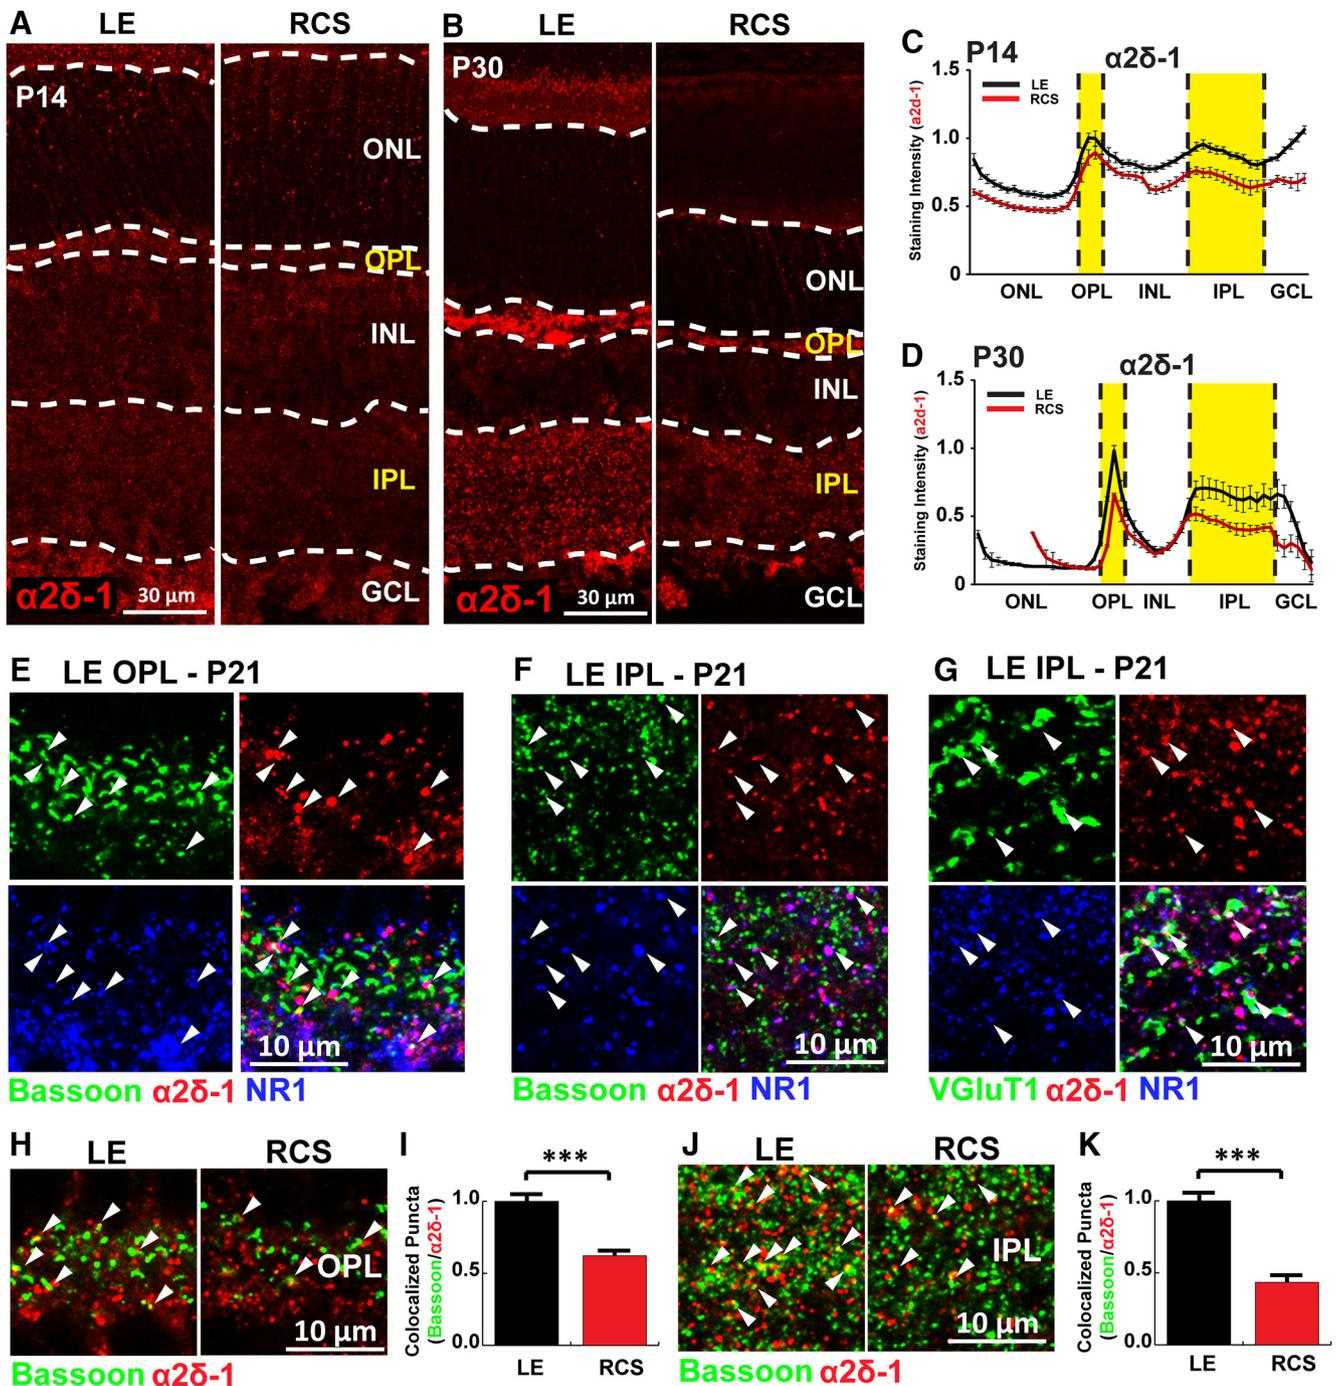 A LE RCS
P14
ONL
OPL
INL
IPL
GCL
α2δ-1 30 µm
B LE RCS
P30
ONL
OPL
INL
IPL
GCL
α2δ-1 30 µm
C P14 α2δ-1
Staining Intensity (a2d-1)
1.5
1.0
0.5
0
LE
RCS
ONL OPL INL IPL GCL
D P30 α2δ-1
Staining Intensity (a2d-1)
1.5
1.0
0.5
0
LE
RCS
ONL OPL INL IPL GCL
E LE OPL - P21
10 µm
Bassoon α2δ-1 NR1
F LE IPL - P21
10 µm
Bassoon α2δ-1 NR1
G LE IPL - P21
10 µm
VGluT1 α2δ-1 NR1
H LE RCS
OPL
10 µm
Bassoon α2δ-1
I
***
Colocalized Puncta
(Bassoon/α2δ-1)
1.0
0.5
0.0
LE RCS
J LE RCS
IPL
10 µm
Bassoon α2δ-1
K
***
Colocalized Puncta
(Bassoon/α2δ-1)
1.0
0.5
0.0
LE RCS